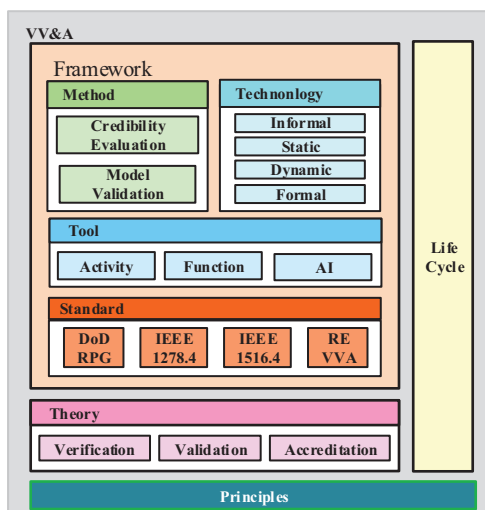 VV&A
Framework
Method
Credibility
Evaluation
Model
Validation
Technonlogy
Informal
Static
Dynamic
Formal
Tool
Activity
Function
AI
Standard
DoD
RPG
IEEE
1278.4
IEEE
1516.4
RE
VVA
Theory
Verification
Validation
Accreditation
Life
Cycle
Principles